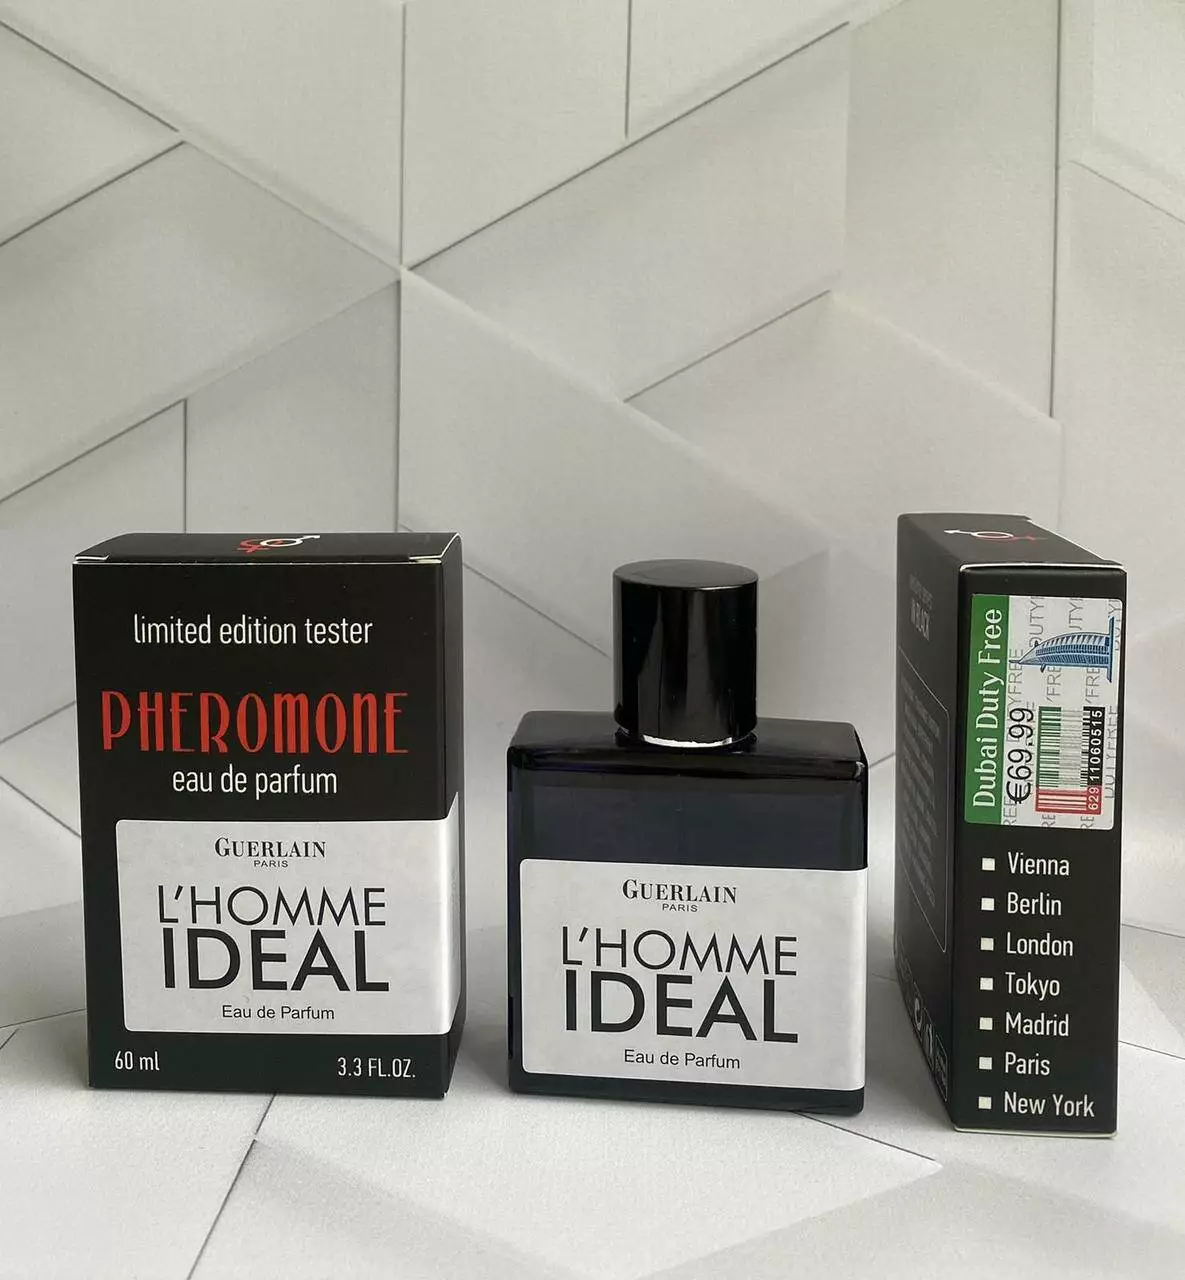 limited edition tester
PHEROMONE
eau de parfum
GUERLAIN
PARIS
L'HOMME
IDEAL
Eau de Parfum
60 ml
3.3 FL.OZ.
GUERLAIN
PARIS
L'HOMME
IDEAL
Eau de Parfum
Dubai Duty Free
€69.99
629 11060515
Vienna
Berlin
London
Tokyo
Madrid
Paris
New York